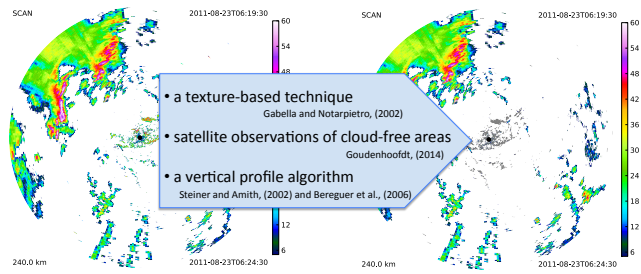 SCAN
2011-08-23T06:19:30
60
54
48
12
6
240.0 km
2011-08-23T06:24:30
• a texture-based technique
Gabella and Notarpietro, (2002)
• satellite observations of cloud-free areas
Goudenhoofdt, (2014)
• a vertical profile algorithm
Steiner and Amith, (2002) and Bereguer et al., (2006)
SCAN
2011-08-23T06:19:30
60
54
48
42
36
30
24
18
12
6
240.0 km
2011-08-23T06:24:30